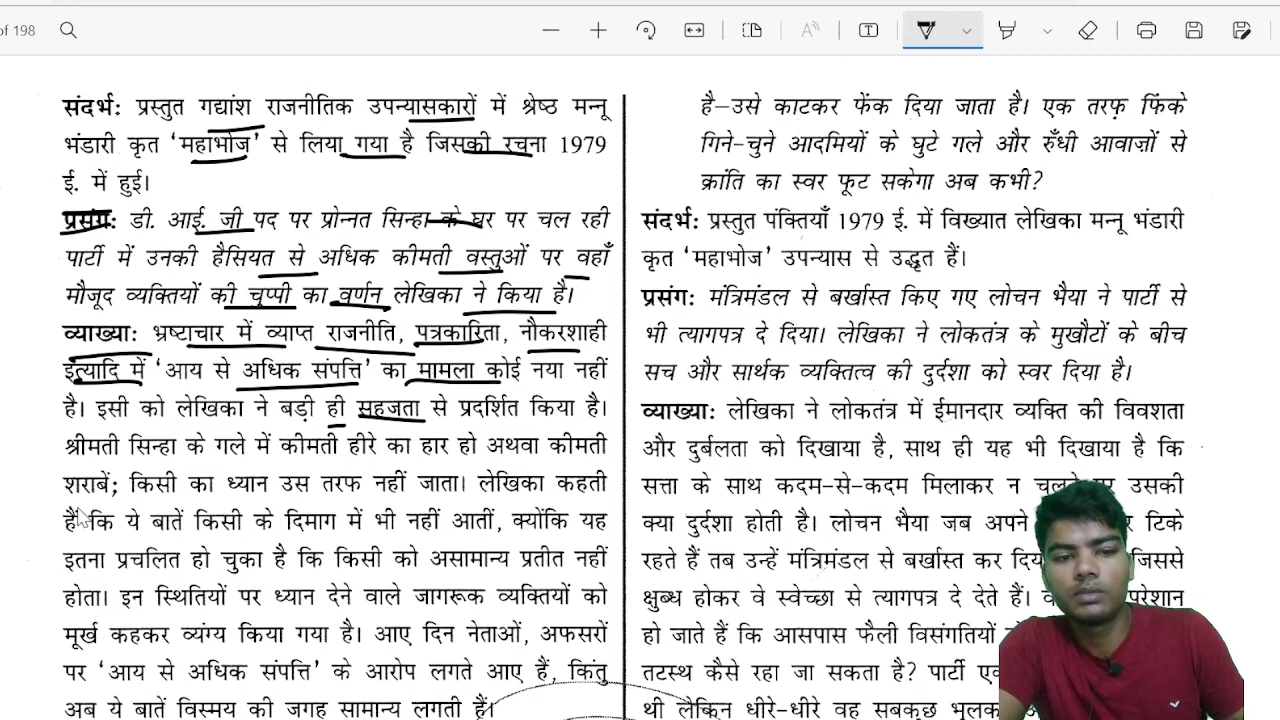 of 198
संदर्भ: प्रस्तुत गद्यांश राजनीतिक उपन्यासकारों में श्रेष्ठ मन्नू
भंडारी कृत 'महाभोज' से लिया गया है जिसकी रचना 1979
ई. में हुई।
प्रसंग: डी. आई. जी पद पर प्रोन्नत सिन्हा के घर पर चल रही
पार्टी में उनकी हैसियत से अधिक कीमती वस्तुओं पर वहाँ
मौजूद व्यक्तियों की चुप्पी का वर्णन लेखिका ने किया है।
व्याख्या: भ्रष्टाचार में व्याप्त राजनीति, पत्रकारिता, नौकरशाही
इत्यादि में 'आय से अधिक संपत्ति' का मामला कोई नया नहीं
है। इसी को लेखिका ने बड़ी ही सहजता से प्रदर्शित किया है।
श्रीमती सिन्हा के गले में कीमती हीरे का हार हो अथवा कीमती
शराबें; किसी का ध्यान उस तरफ नहीं जाता। लेखिका कहती
हैं कि ये बातें किसी के दिमाग में भी नहीं आतीं, क्योंकि यह
इतना प्रचलित हो चुका है कि किसी को असामान्य प्रतीत नहीं
होता। इन स्थितियों पर ध्यान देने वाले जागरूक व्यक्तियों को
मूर्ख कहकर व्यंग्य किया गया है। आए दिन नेताओं, अफसरों
पर 'आय से अधिक संपत्ति' के आरोप लगते आए हैं, किंतु
अब ये बातें विस्मय की जगह सामान्य लगती हैं।
है–उसे काटकर फेंक दिया जाता है। एक तरफ़ फिंके
गिने-चुने आदमियों के घुटे गले और रुँधी आवाज़ों से
क्रांति का स्वर फूट सकेगा अब कभी?
संदर्भ: प्रस्तुत पंक्तियाँ 1979 ई. में विख्यात लेखिका मन्नू भंडारी
कृत 'महाभोज' उपन्यास से उद्धृत हैं।
प्रसंग: मंत्रिमंडल से बर्खास्त किए गए लोचन भैया ने पार्टी से
भी त्यागपत्र दे दिया। लेखिका ने लोकतंत्र के मुखौटों के बीच
सच और सार्थक व्यक्तित्व की दुर्दशा को स्वर दिया है।
व्याख्या: लेखिका ने लोकतंत्र में ईमानदार व्यक्ति की विवशता
और दुर्बलता को दिखाया है, साथ ही यह भी दिखाया है कि
सत्ता के साथ कदम-से-कदम मिलाकर न उसकी
क्या दुर्दशा होती है। लोचन भैया जब अपने टिके
रहते हैं तब उन्हें मंत्रिमंडल से बर्खास्त कर जिससे
क्षुब्ध होकर वे स्वेच्छा से त्यागपत्र दे देते हैं। परेशान
हो जाते हैं कि आसपास फैली विसंगतियों
तटस्थ कैसे रहा जा सकता है? पार्टी
थी लेकिन धीरे-धीरे वह सबकुछ